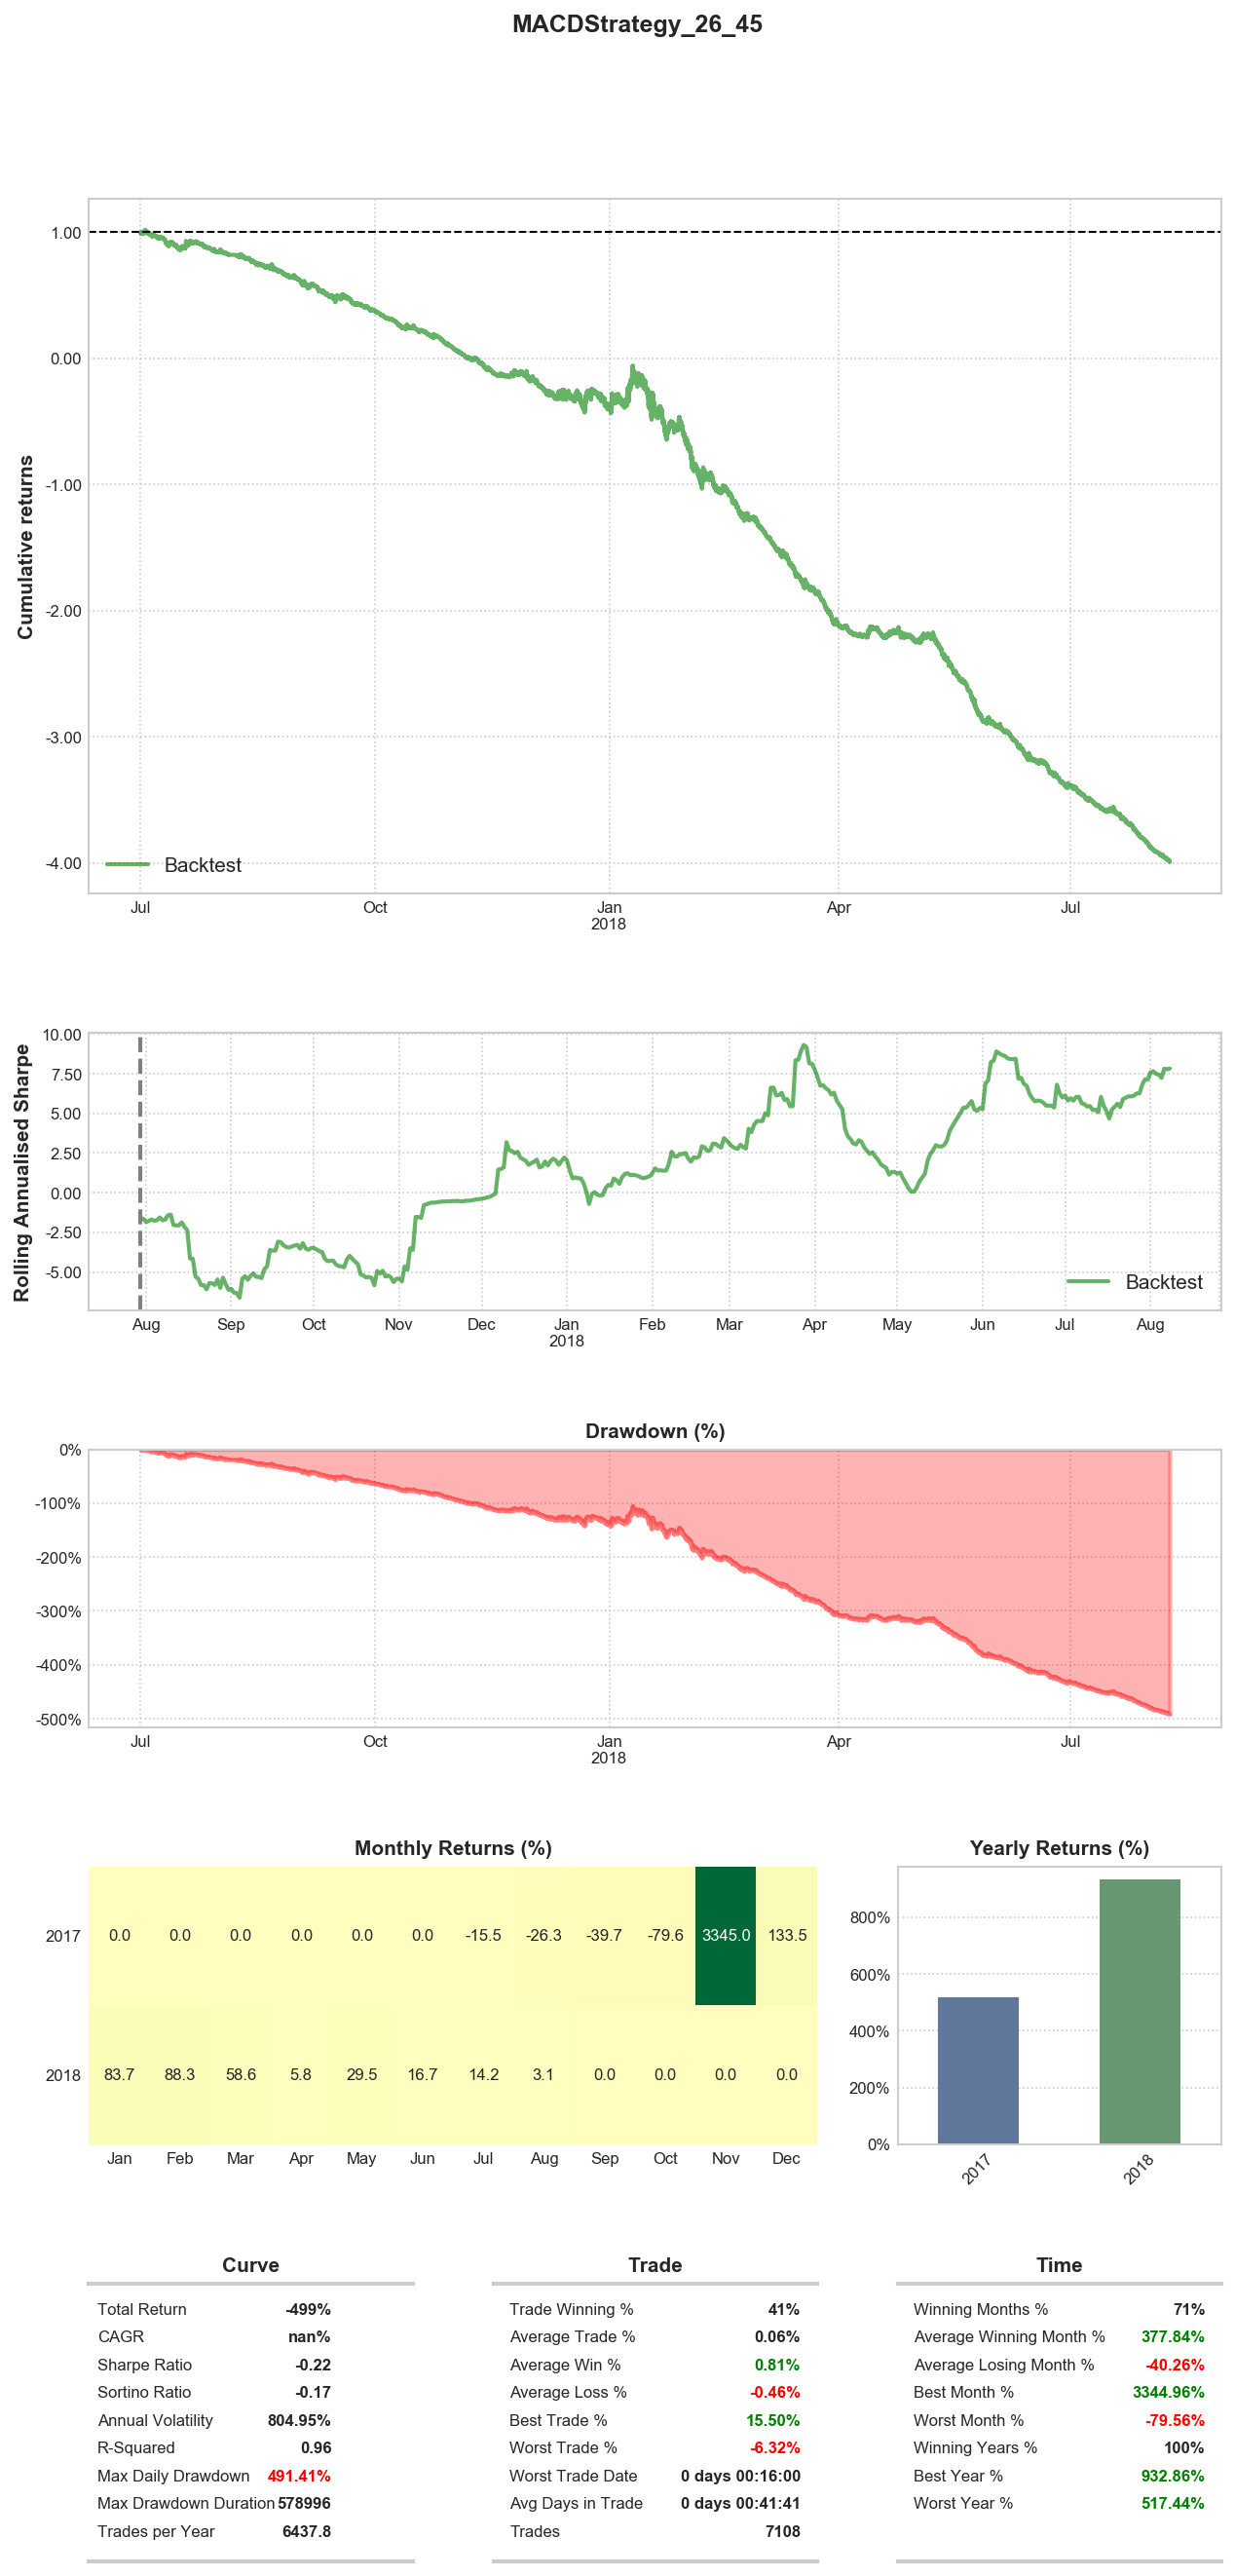 MACDStrategy_26_45
Cumulative returns
1.00
0.00
-1.00
-2.00
-3.00
-4.00
Backtest
Jul Oct Jan Apr Jul
2018
Rolling Annualised Sharpe
10.00
7.50
5.00
2.50
0.00
-2.50
-5.00
Backtest
Aug Sep Oct Nov Dec Jan Feb Mar Apr May Jun Jul Aug
2018
Drawdown (%)
0%
-100%
-200%
-300%
-400%
-500%
Jul Oct Jan Apr Jul
2018
Monthly Returns (%)
2017 0.0 0.0 0.0 0.0 0.0 0.0 -15.5 -26.3 -39.7 -79.6 3345.0 133.5
2018 83.7 88.3 58.6 5.8 29.5 16.7 14.2 3.1 0.0 0.0 0.0 0.0
Jan Feb Mar Apr May Jun Jul Aug Sep Oct Nov Dec
Yearly Returns (%)
800%
600%
400%
200%
0%
2017 2018
Curve
Total Return -499%
CAGR nan%
Sharpe Ratio -0.22
Sortino Ratio -0.17
Annual Volatility 804.95%
R-Squared 0.96
Max Daily Drawdown 491.41%
Max Drawdown Duration 578996
Trades per Year 6437.8
Trade
Trade Winning % 41%
Average Trade % 0.06%
Average Win % 0.81%
Average Loss % -0.46%
Best Trade % 15.50%
Worst Trade % -6.32%
Worst Trade Date 0 days 00:16:00
Avg Days in Trade 0 days 00:41:41
Trades 7108
Time
Winning Months % 71%
Average Winning Month % 377.84%
Average Losing Month % -40.26%
Best Month % 3344.96%
Worst Month % -79.56%
Winning Years % 100%
Best Year % 932.86%
Worst Year % 517.44%